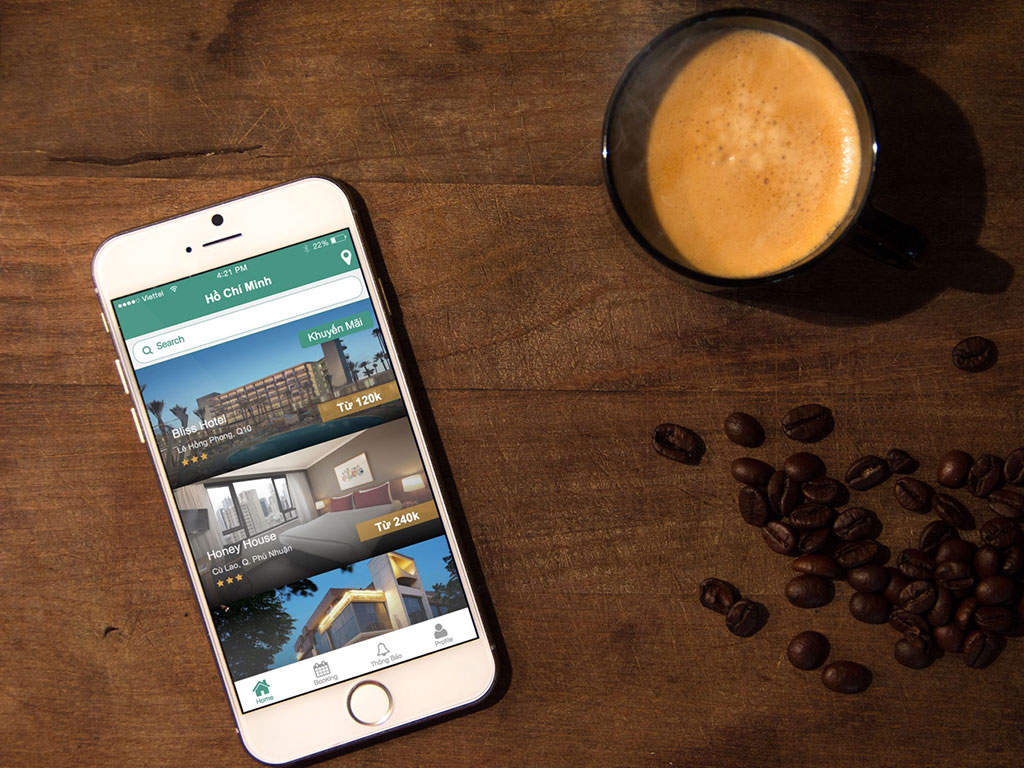 Viettel
4:21 PM
22%
Hồ Chí Minh
Search
Khuyến Mãi
Bliss Hotel
Lê Hồng Phong, Q10
Từ 120k
Honey House
Cù Lao, Q. Phú Nhuận
Từ 240k
Home
Booking
Thông Báo
Profile